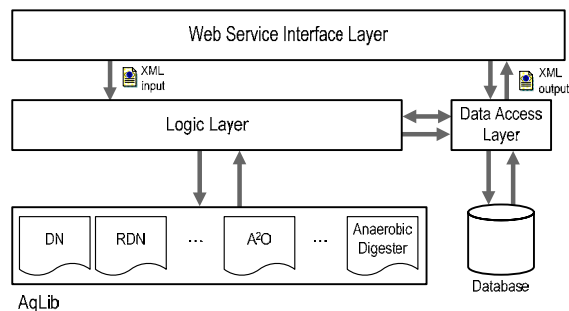 Web Service Interface Layer
XML
input
XML
output
Logic Layer
Data Access
Layer
DN
RDN
...
A²O
...
Anaerobic
Digester
Database
AqLib